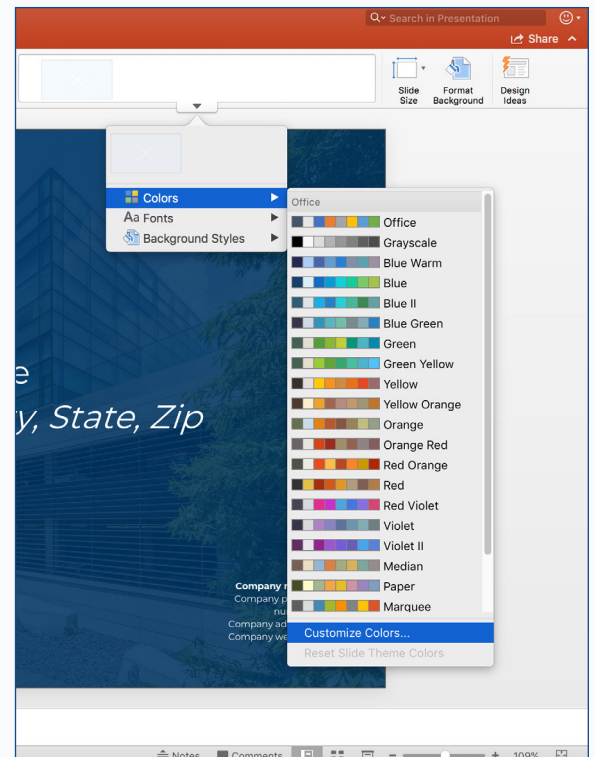 Search in Presentation
Share
Slide Size
Format Background
Design Ideas
Colors
Aa Fonts
Background Styles
Office
Office
Grayscale
Blue Warm
Blue
Blue II
Blue Green
Green
Green Yellow
Yellow
Yellow Orange
Orange
Orange Red
Red Orange
Red
Red Violet
Violet
Violet II
Median
Paper
Marquee
Customize Colors...
Reset Slide Theme Colors
e
y, State, Zip
Company
Company p
nu
Company ad
Company we
Notes
Comments
109%